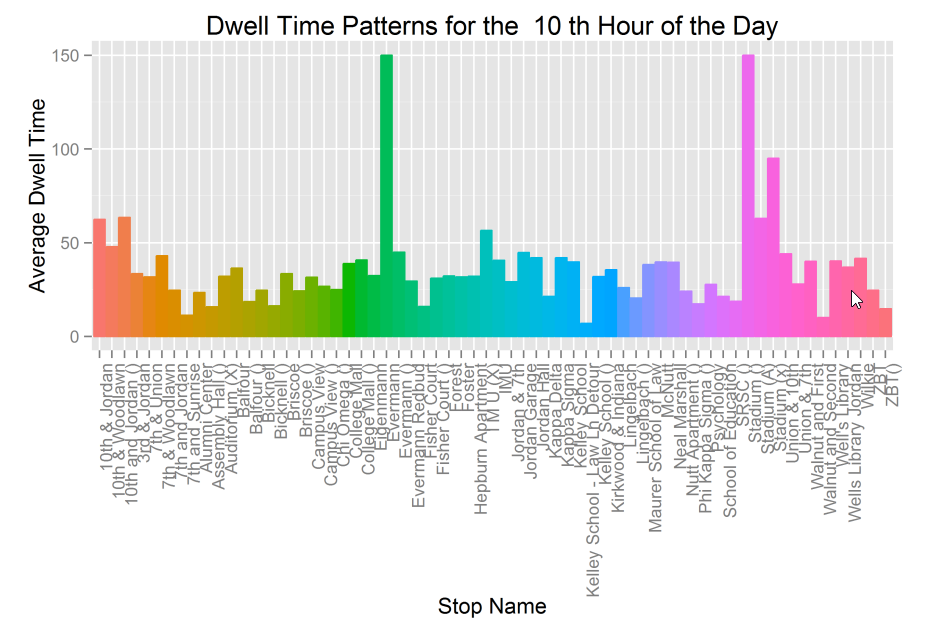 Dwell Time Patterns for the  10 th Hour of the Day
Average Dwell Time
150
100
50
0
10th & Jordan
10th & Woodlawn
10th and Jordan ()
3rd & Jordan
7th & Union
7th & Woodlawn
7th and Jordan
7th and Sunrise
Alumni Center
Assembly Hall ()
Auditorium (X)
Balfour
Balfour ()
Bicknell
Bicknell ()
Briscoe
Briscoe ()
Campus View
Campus View ()
Chi Omega ()
College Mall
College Mall ()
Eigenmann
Evermann
Evermann ()
Evermann Redbud
Fisher Court
Fisher Court ()
Forest
Foster
Hepburn Apartment
I M U (X)
IMU
Jordan & 7th
Jordan Garage
Jordan Hall
Kappa Delta
Kappa Sigma
Kelley School
Kelley School - Law Ln Detour
Kelley School ()
Kirkwood & Indiana
Lingelbach
Lingelbach ()
Maurer School of Law
McNutt
Neal Marshall
Nutt Apartment ()
Phi Kappa Sigma ()
Psychology
School of Education
SRSC ()
Stadium
Stadium (A)
Stadium (x)
Union & 10th
Union & 7th
Walnut and First
Walnut and Second
Wells Library
Wells Library Jordan
Wilkie
ZBT
ZBT ()
Stop Name